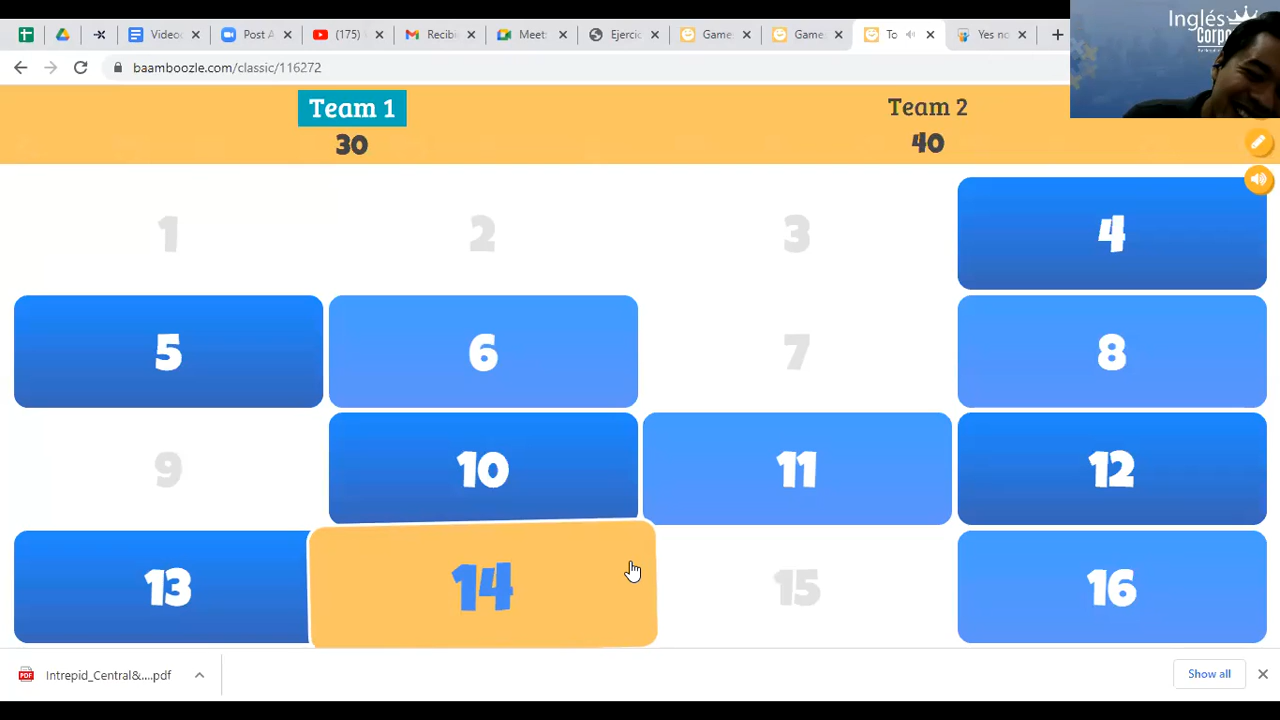 Inglés
Corpo
Video
Post A
(175)
Recib
Meet
Ejercic
Game
Game
To
Yes no
baamboozle.com/classic/116272
Team 1
Team 2
30
40
1
2
3
4
5
6
7
8
9
10
11
12
13
14
15
16
Intrepid_Central&....pdf
Show all